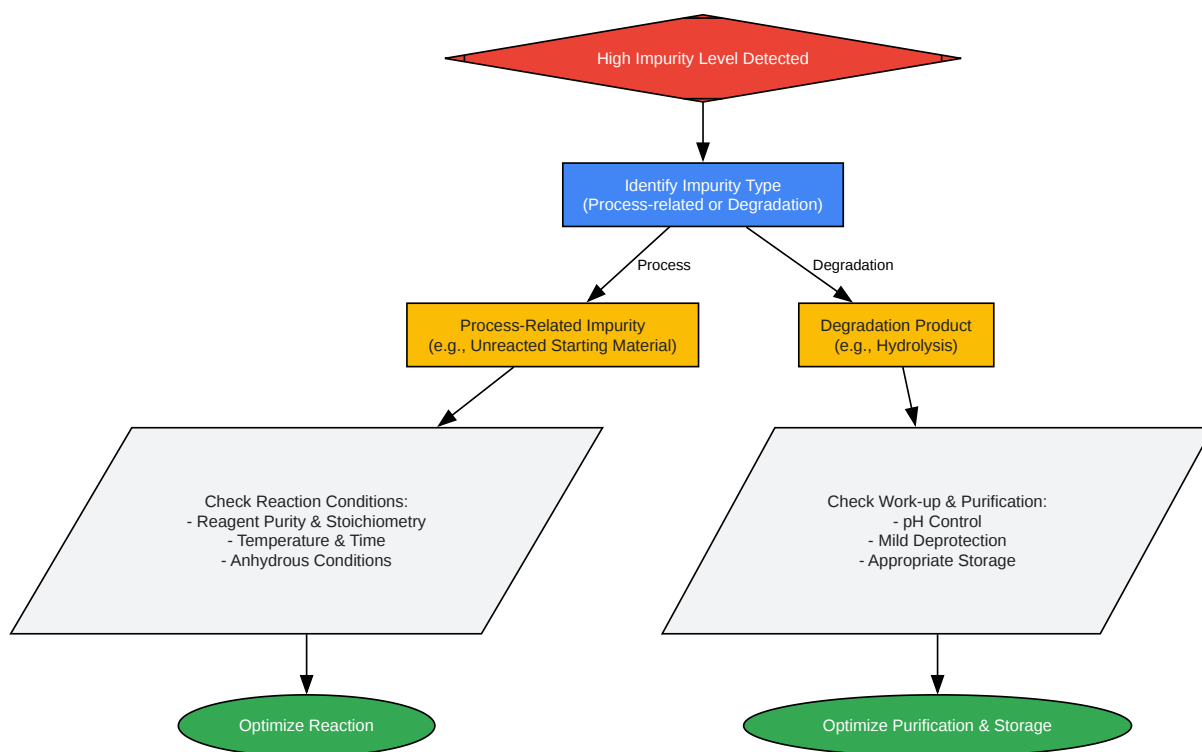 High Impurity Level Detected
Identify Impurity Type
(Process-related or Degradation)
Process
Degradation
Process-Related Impurity
(e.g., Unreacted Starting Material)
Degradation Product
(e.g., Hydrolysis)
Check Reaction Conditions:
- Reagent Purity & Stoichiometry
- Temperature & Time
- Anhydrous Conditions
Check Work-up & Purification:
- pH Control
- Mild Deprotection
- Appropriate Storage
Optimize Reaction
Optimize Purification & Storage